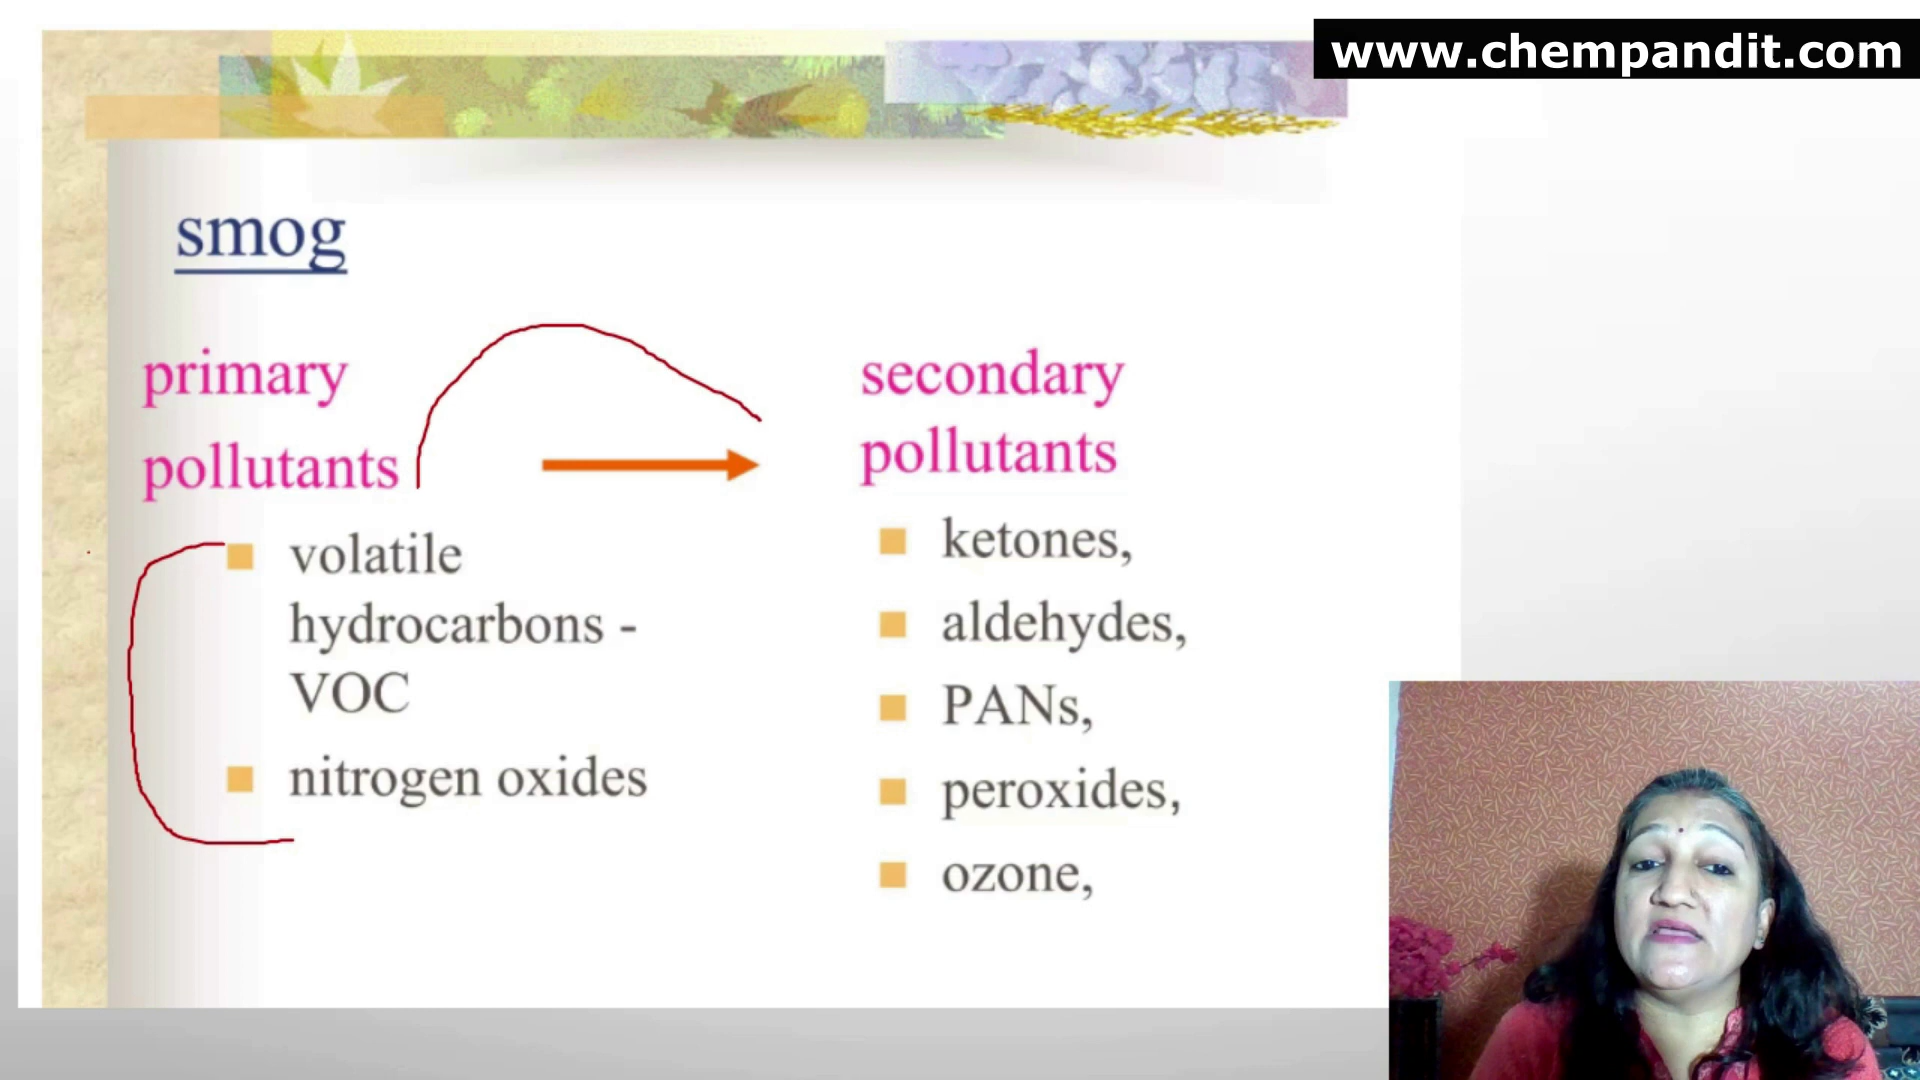 www.chempandit.com
smog
primary
pollutants
volatile
hydrocarbons -
VOC
nitrogen oxides
secondary
pollutants
ketones,
aldehydes,
PANs,
peroxides,
ozone,